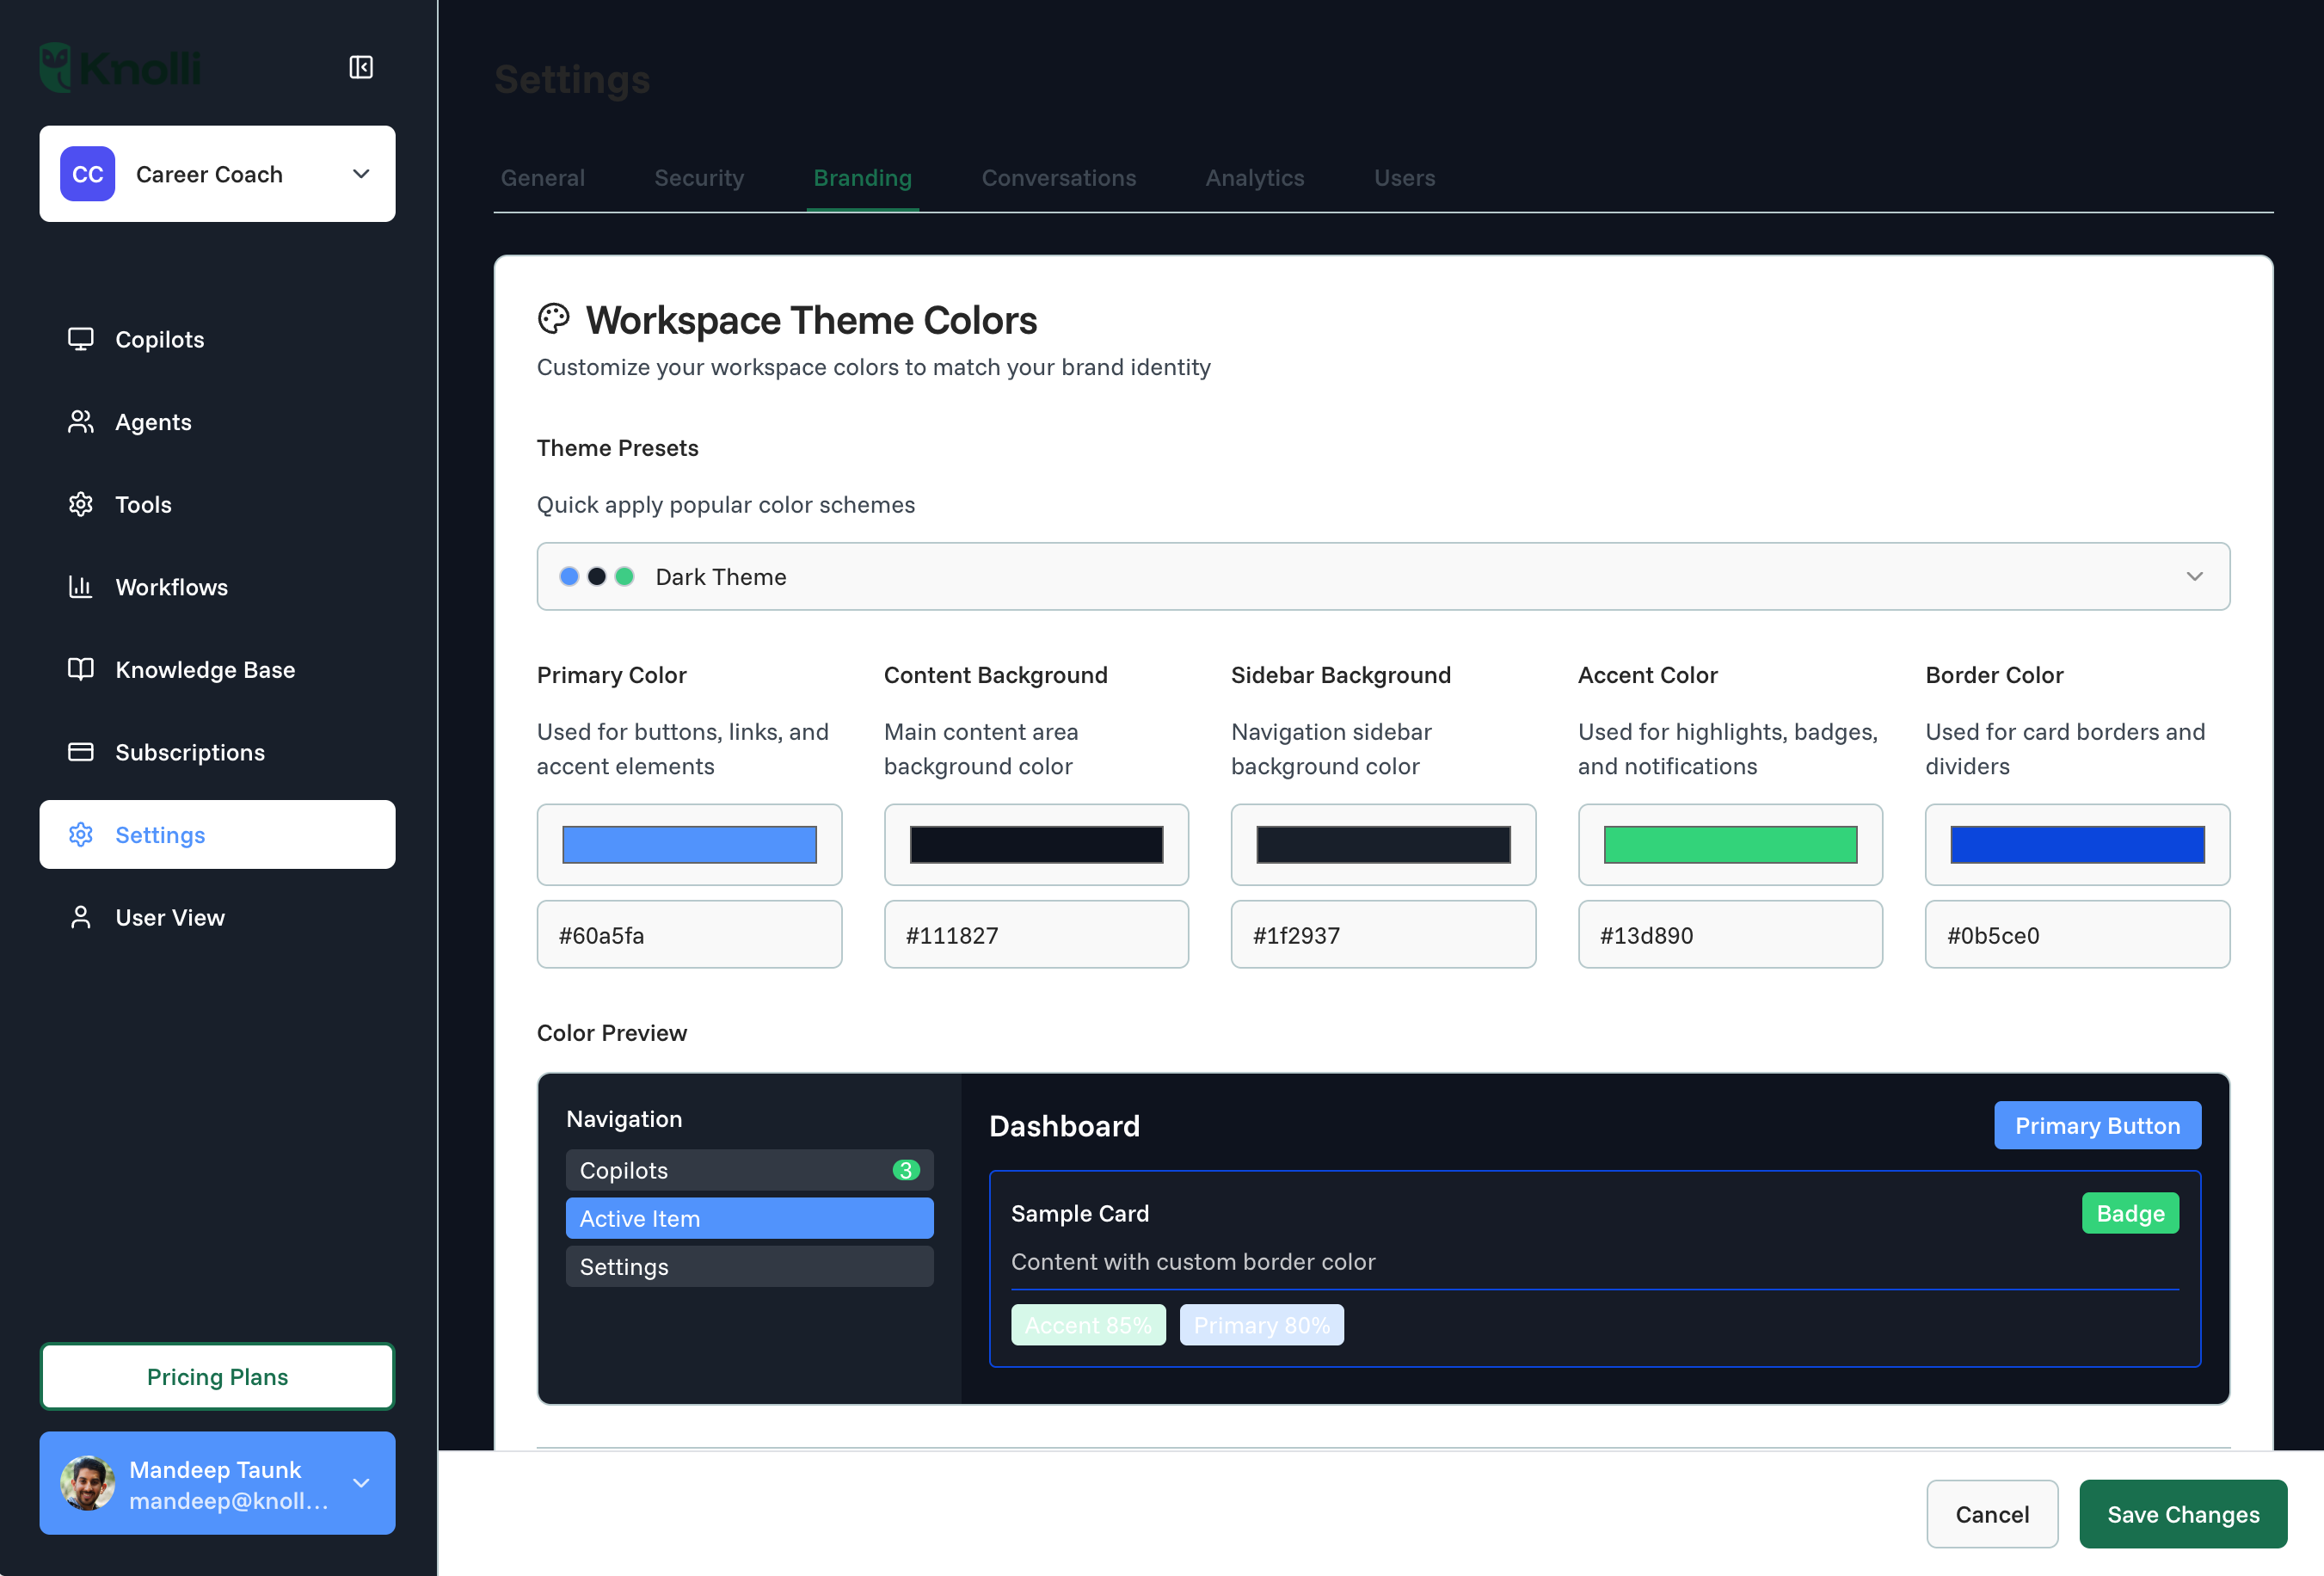 Knolli
CC Career Coach
Copilots
Agents
Tools
Workflows
Knowledge Base
Subscriptions
Settings
User View
Pricing Plans
Mandeep Taunk
mandeep@knoll...
Settings
General Security Branding Conversations Analytics Users
Workspace Theme Colors
Customize your workspace colors to match your brand identity
Theme Presets
Quick apply popular color schemes
Dark Theme
Primary Color
Used for buttons, links, and
accent elements
#60a5fa
Content Background
Main content area
background color
#111827
Sidebar Background
Navigation sidebar
background color
#1f2937
Accent Color
Used for highlights, badges,
and notifications
#13d890
Border Color
Used for card borders and
dividers
#0b5ce0
Color Preview
Navigation
Copilots 3
Active Item
Settings
Dashboard
Primary Button
Sample Card
Badge
Content with custom border color
Accent 85% Primary 80%
Cancel
Save Changes